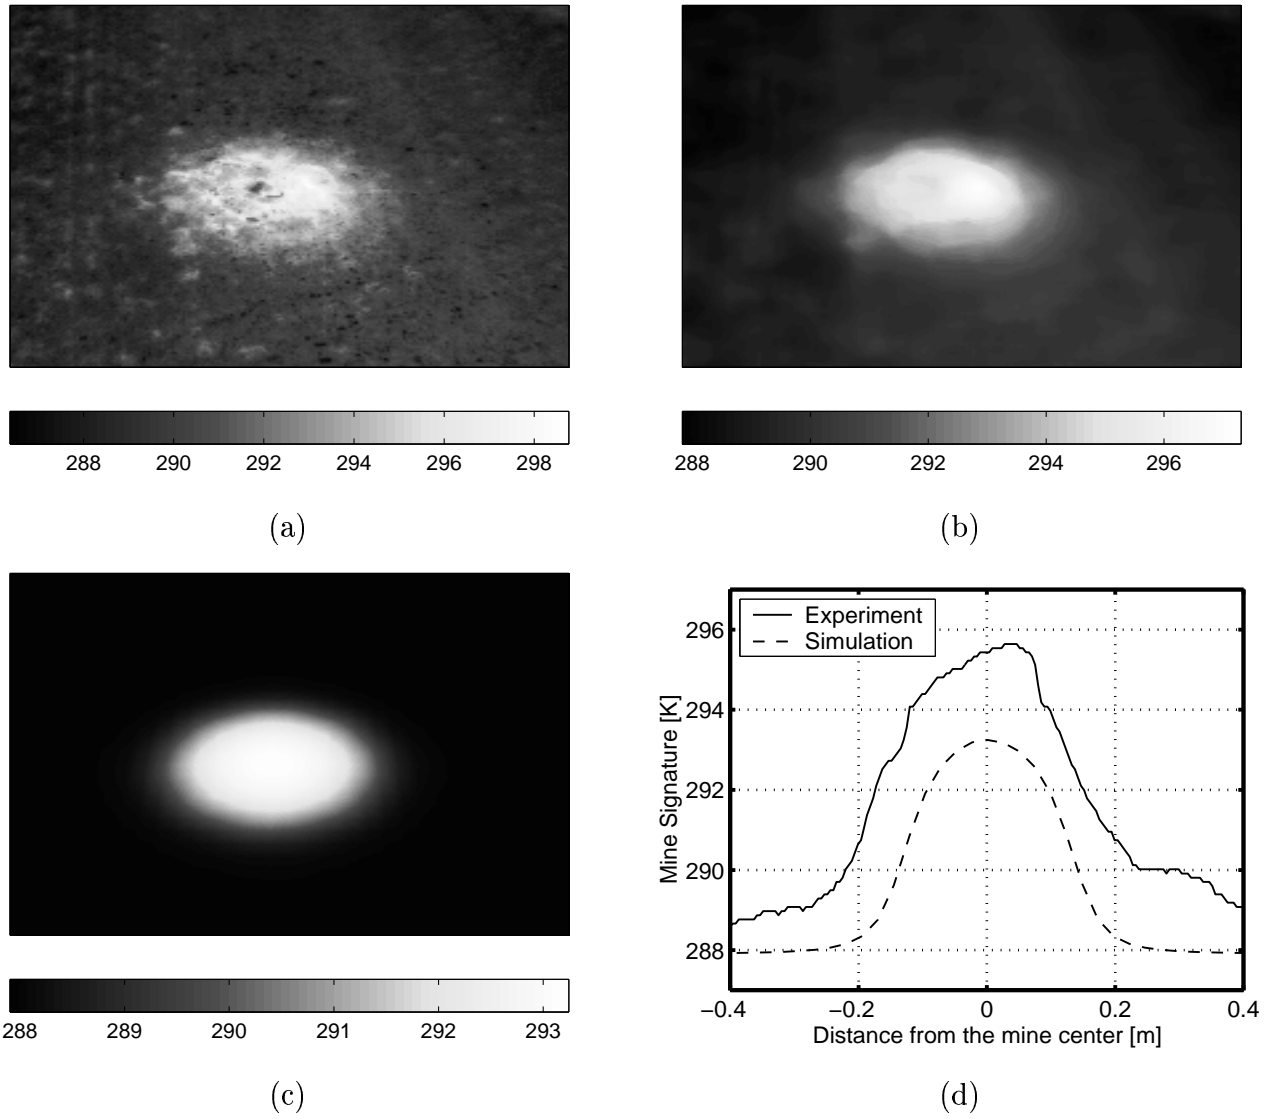 288 290 292 294 296 298
(a)
288 290 292 294 296
(b)
288 289 290 291 292 293
(c)
Experiment
Simulation
296
294
292
290
288
Mine Signature [K]
−0.4 −0.2 0 0.2 0.4
Distance from the mine center [m]
(d)